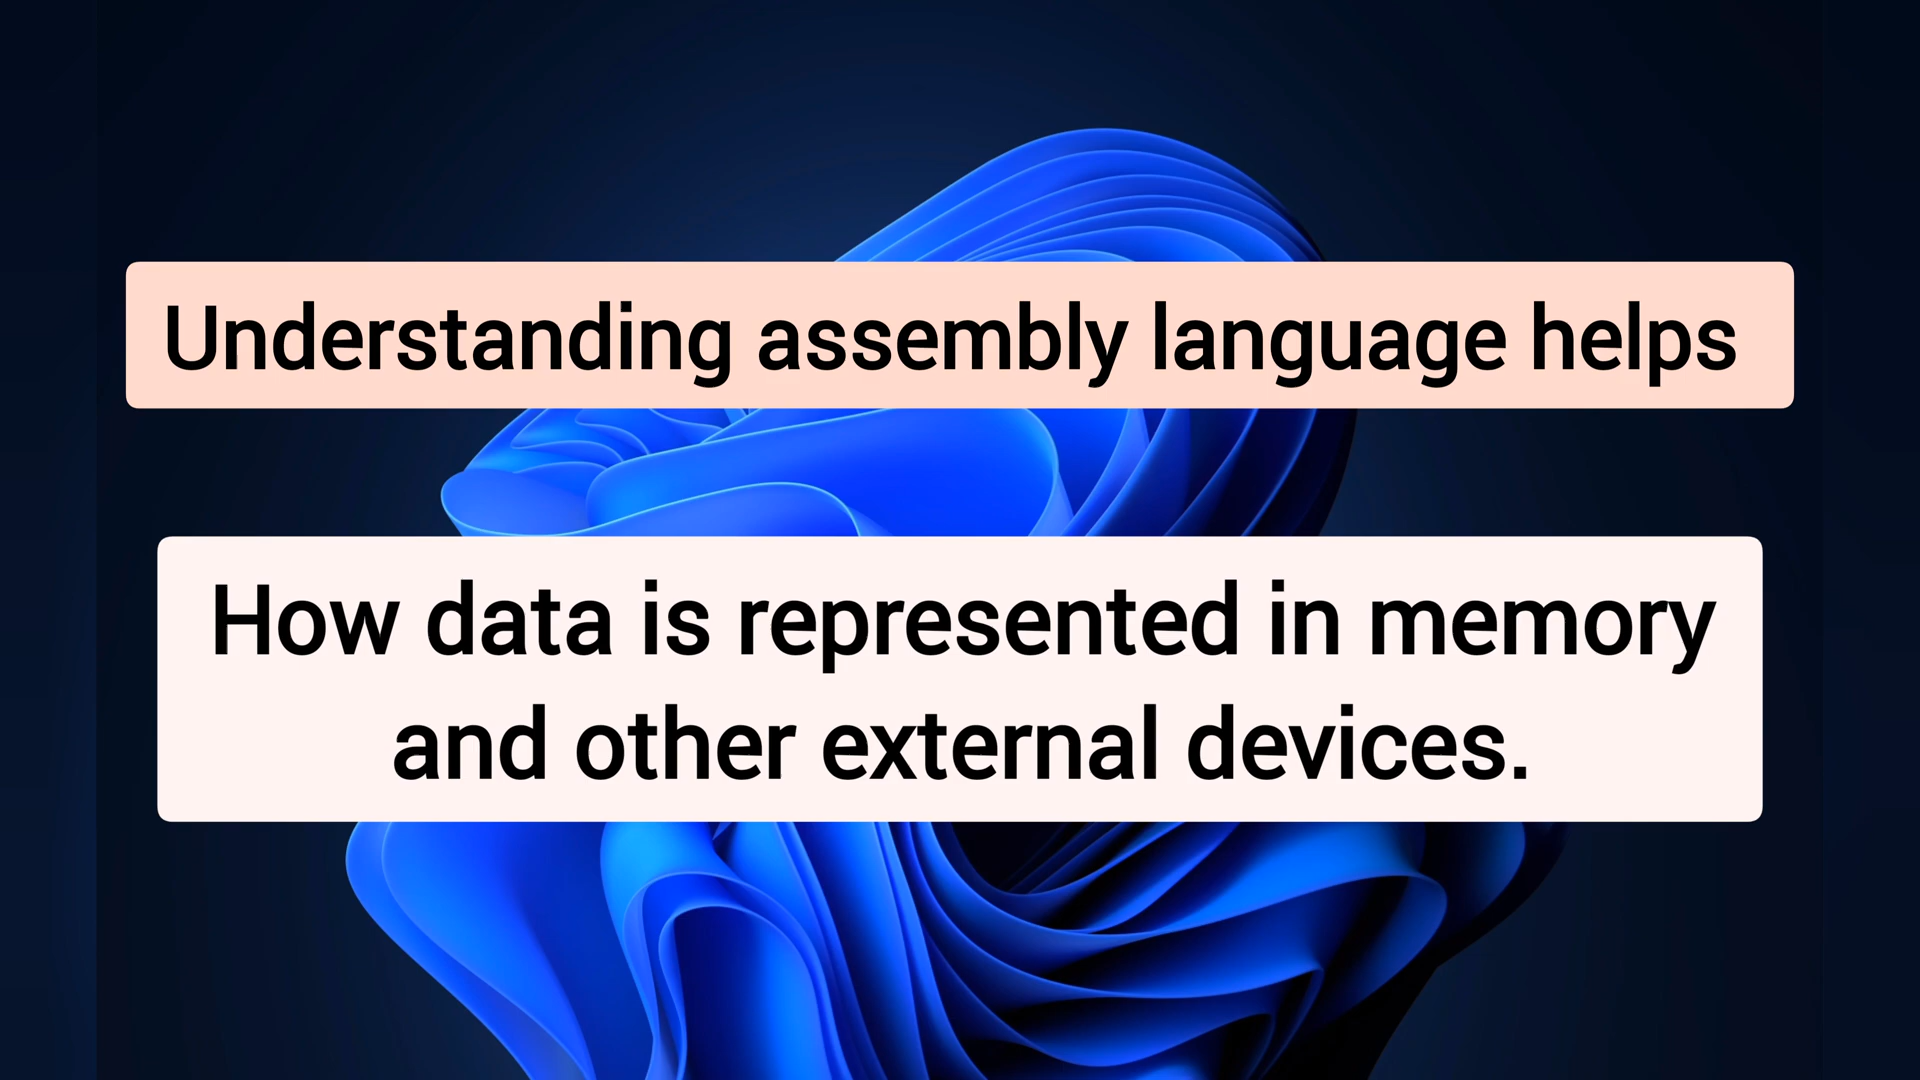 Understanding assembly language helps
How data is represented in memory
and other external devices.